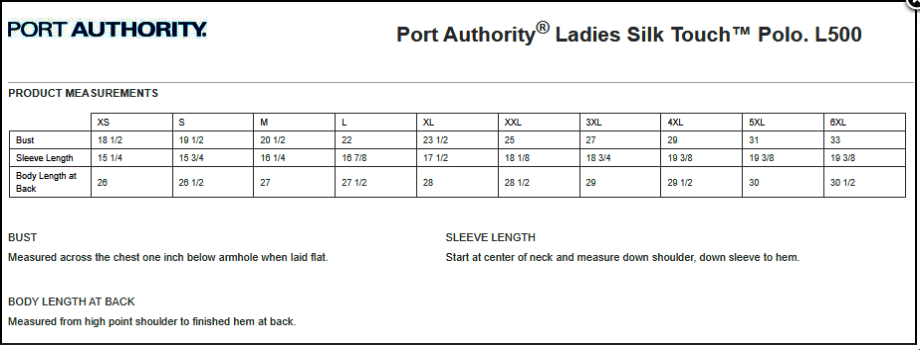 PORT AUTHORITY.
Port Authority® Ladies Silk Touch™ Polo. L500
PRODUCT MEASUREMENTS
XS S M L XL XXL 3XL 4XL 5XL 6XL
Bust 18 1/2 19 1/2 20 1/2 22 23 1/2 25 27 29 31 33
Sleeve Length 15 1/4 15 3/4 16 1/4 16 7/8 17 1/2 18 1/8 18 3/4 19 3/8 19 3/8 19 3/8
Body Length at
Back 26 26 1/2 27 27 1/2 28 28 1/2 29 29 1/2 30 30 1/2
BUST
Measured across the chest one inch below armhole when laid flat.
SLEEVE LENGTH
Start at center of neck and measure down shoulder, down sleeve to hem.
BODY LENGTH AT BACK
Measured from high point shoulder to finished hem at back.